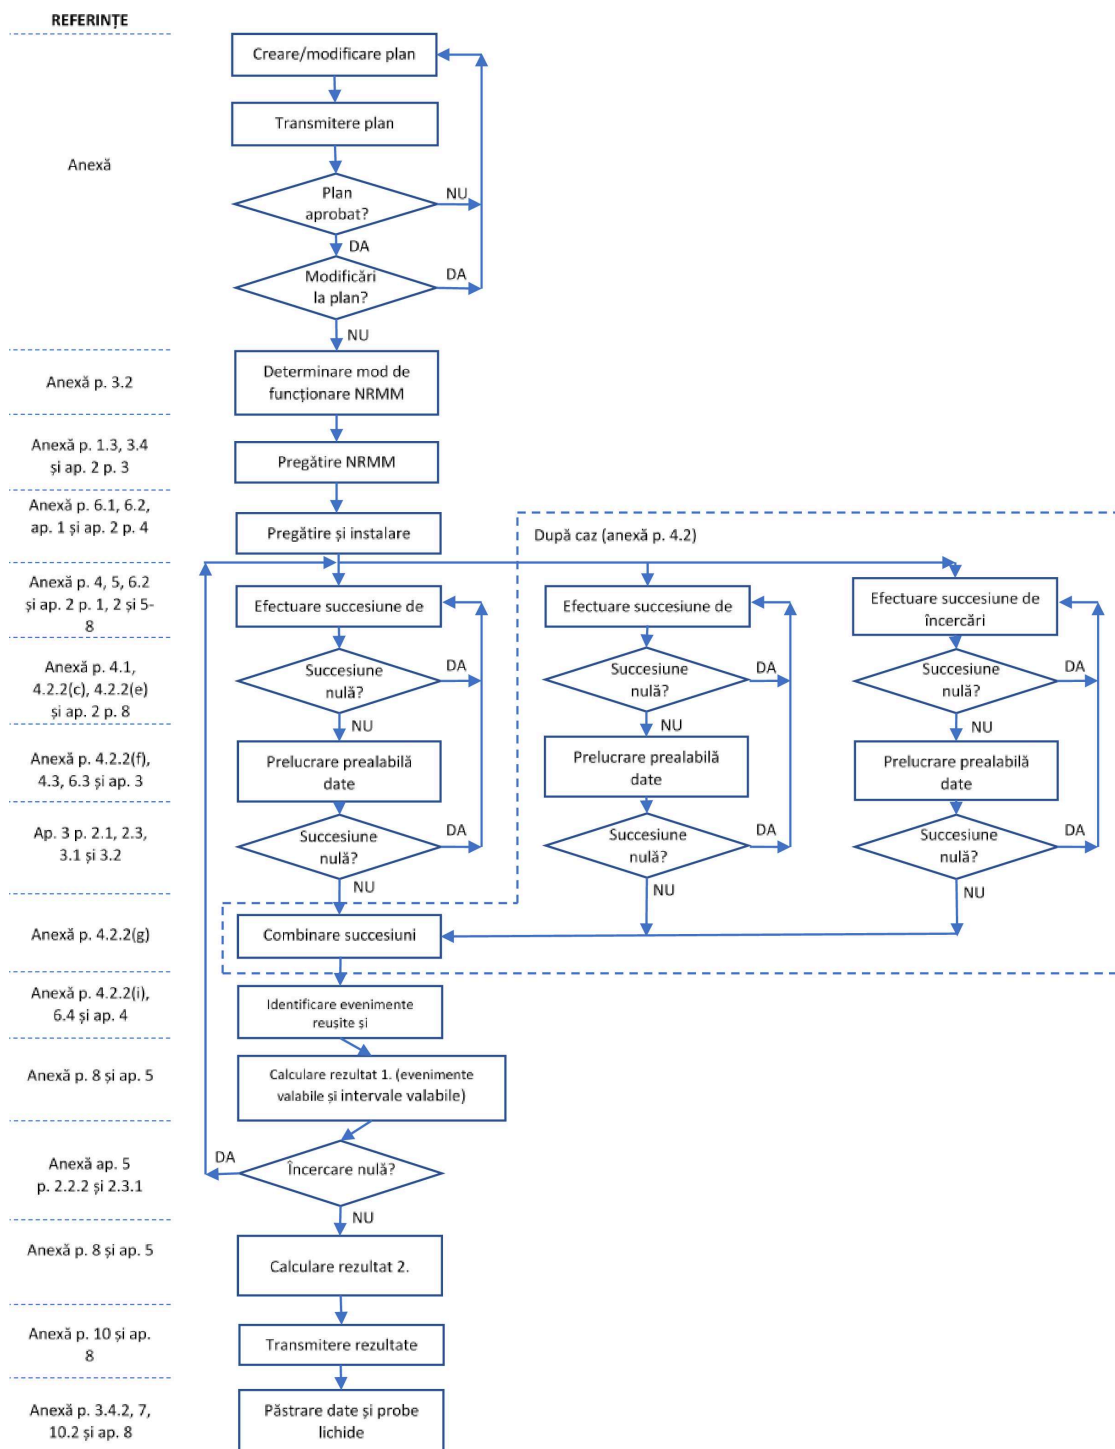 REFERINȚE
Creare/modificare plan
Transmitere plan
Anexă
Plan
aprobat?
NU
DA
Modificări
la plan?
DA
NU
Anexă p. 3.2
Determinare mod de
funcționare NRMM
Anexă p. 1.3, 3.4
și ap. 2 p. 3
Pregătire NRMM
Anexă p. 6.1, 6.2,
ap. 1 și ap. 2 p. 4
Pregătire și instalare
După caz (anexă p. 4.2)
Anexă p. 4, 5, 6.2
și ap. 2 p. 1, 2 și 5-
8
Efectuare succesiune de
Efectuare succesiune de
Efectuare succesiune de
încercări
Anexă p. 4.1,
4.2.2(c), 4.2.2(e)
și ap. 2 p. 8
Succesiune
nulă?
DA
NU
Succesiune
nulă?
DA
NU
Succesiune
nulă?
DA
NU
Anexă p. 4.2.2(f),
4.3, 6.3 și ap. 3
Prelucrare prealabilă
date
Prelucrare prealabilă
date
Prelucrare prealabilă
date
Ap. 3 p. 2.1, 2.3,
3.1 și 3.2
Succesiune
nulă?
DA
NU
Succesiune
nulă?
DA
NU
Succesiune
nulă?
DA
NU
Anexă p. 4.2.2(g)
Combinare succesiuni
Anexă p. 4.2.2(i),
6.4 și ap. 4
Identificare evenimente
reușite și
Anexă p. 8 și ap. 5
Calculare rezultat 1. (evenimente
valabile și intervale valabile)
Anexă ap. 5
p. 2.2.2 și 2.3.1
DA
Încercare nulă?
NU
Anexă p. 8 și ap. 5
Calculare rezultat 2.
Anexă p. 10 și ap.
8
Transmitere rezultate
Anexă p. 3.4.2, 7,
10.2 și ap. 8
Păstrare date și probe
lichide